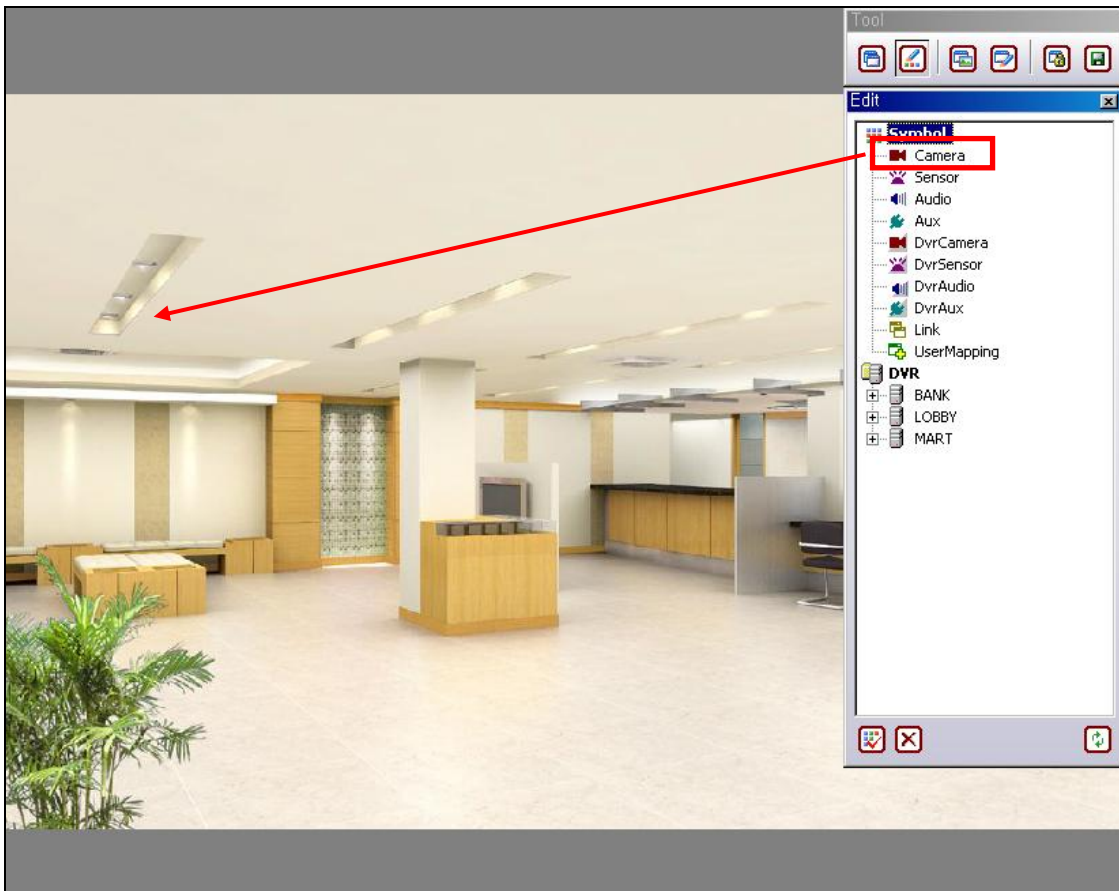 Tool
Edit
Symbol
Camera
Sensor
Audio
Aux
DvrCamera
DvrSensor
DvrAudio
DvrAux
Link
UserMapping
DVR
BANK
LOBBY
MART